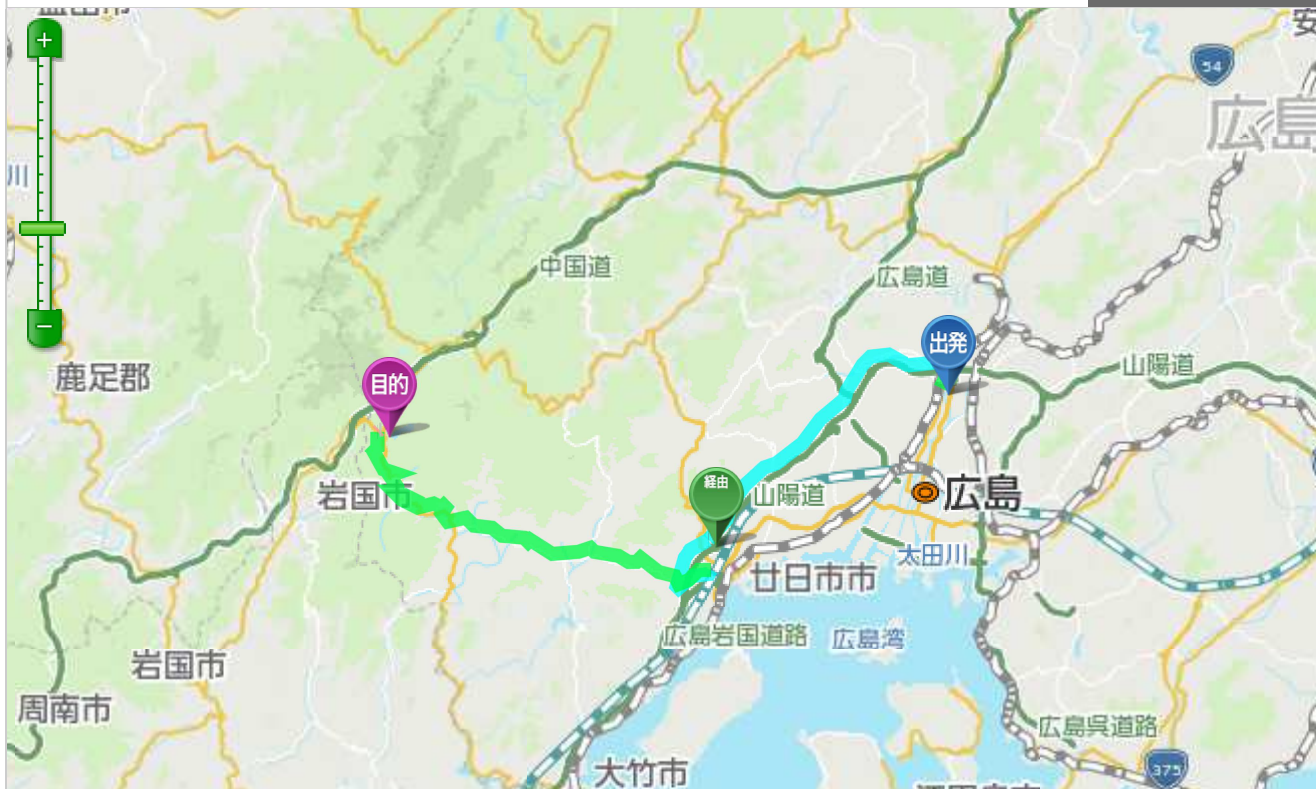 54
広島
川
中国道
広島道
出発
山陽道
鹿足郡
目的
経由
山陽道
岩国市
広島
太田川
廿日市市
広島岩国道路
広島湾
岩国市
周南市
広島呉道路
大竹市
375